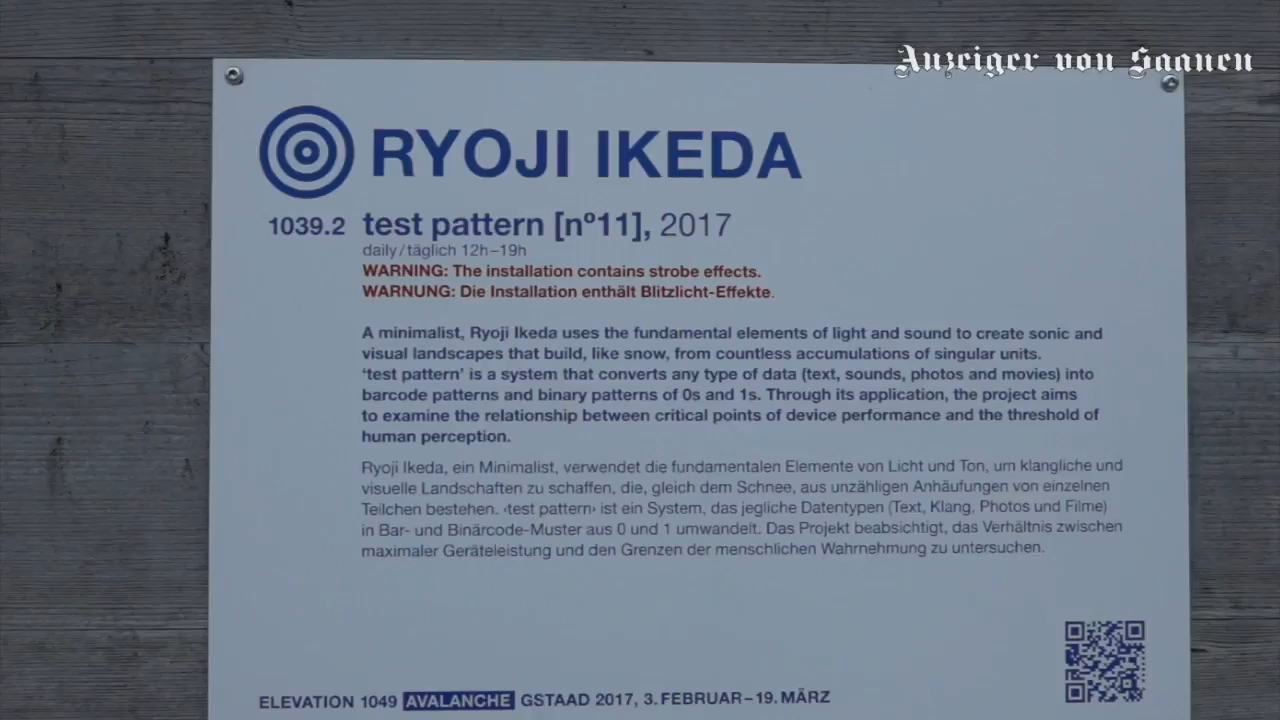 Anzeiger von Saanen
RYOJI IKEDA
1039.2 test pattern [nº11], 2017
daily / täglich 12h–19h
WARNING: The installation contains strobe effects.
WARNUNG: Die Installation enthält Blitzlicht-Effekte.
A minimalist, Ryoji Ikeda uses the fundamental elements of light and sound to create sonic and
visual landscapes that build, like snow, from countless accumulations of singular units.
‘test pattern’ is a system that converts any type of data (text, sounds, photos and movies) into
barcode patterns and binary patterns of 0s and 1s. Through its application, the project aims
to examine the relationship between critical points of device performance and the threshold of
human perception.
Ryoji Ikeda, ein Minimalist, verwendet die fundamentalen Elemente von Licht und Ton, um klangliche und
visuelle Landschaften zu schaffen, die, gleich dem Schnee, aus unzähligen Anhäufungen von einzelnen
Teilchen bestehen. ‹test pattern› ist ein System, das jegliche Datentypen (Text, Klang, Photos und Filme)
in Bar- und Binärcode-Muster aus 0 und 1 umwandelt. Das Projekt beabsichtigt, das Verhältnis zwischen
maximaler Geräteleistung und den Grenzen der menschlichen Wahrnehmung zu untersuchen.
ELEVATION 1049 AVALANCHE GSTAAD 2017, 3. FEBRUAR – 19. MÄRZ